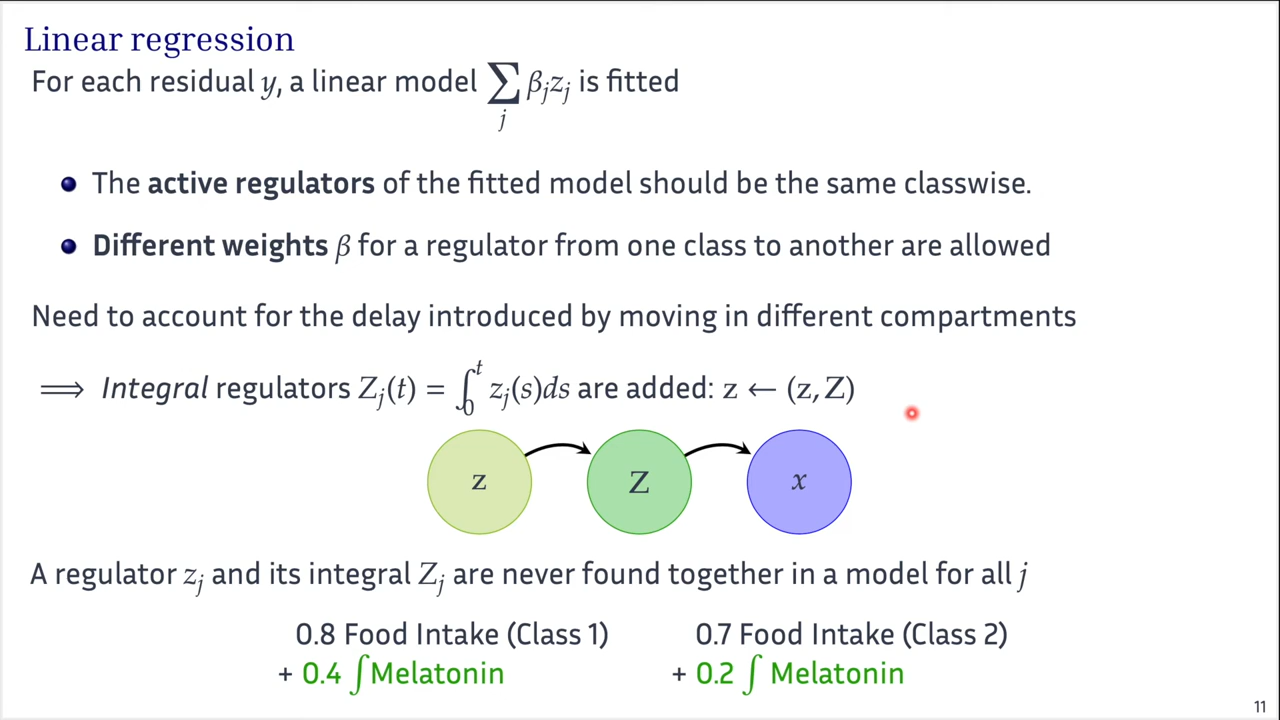 Linear regression
For each residual y, a linear model ∑_j β_j z_j is fitted
The active regulators of the fitted model should be the same classwise.
Different weights β for a regulator from one class to another are allowed
Need to account for the delay introduced by moving in different compartments
⟹ Integral regulators Z_j(t) = ∫_0^t z_j(s)ds are added: z ← (z, Z)
z Z x
A regulator z_j and its integral Z_j are never found together in a model for all j
0.8 Food Intake (Class 1) 0.7 Food Intake (Class 2)
+ 0.4 ∫Melatonin + 0.2 ∫ Melatonin
11